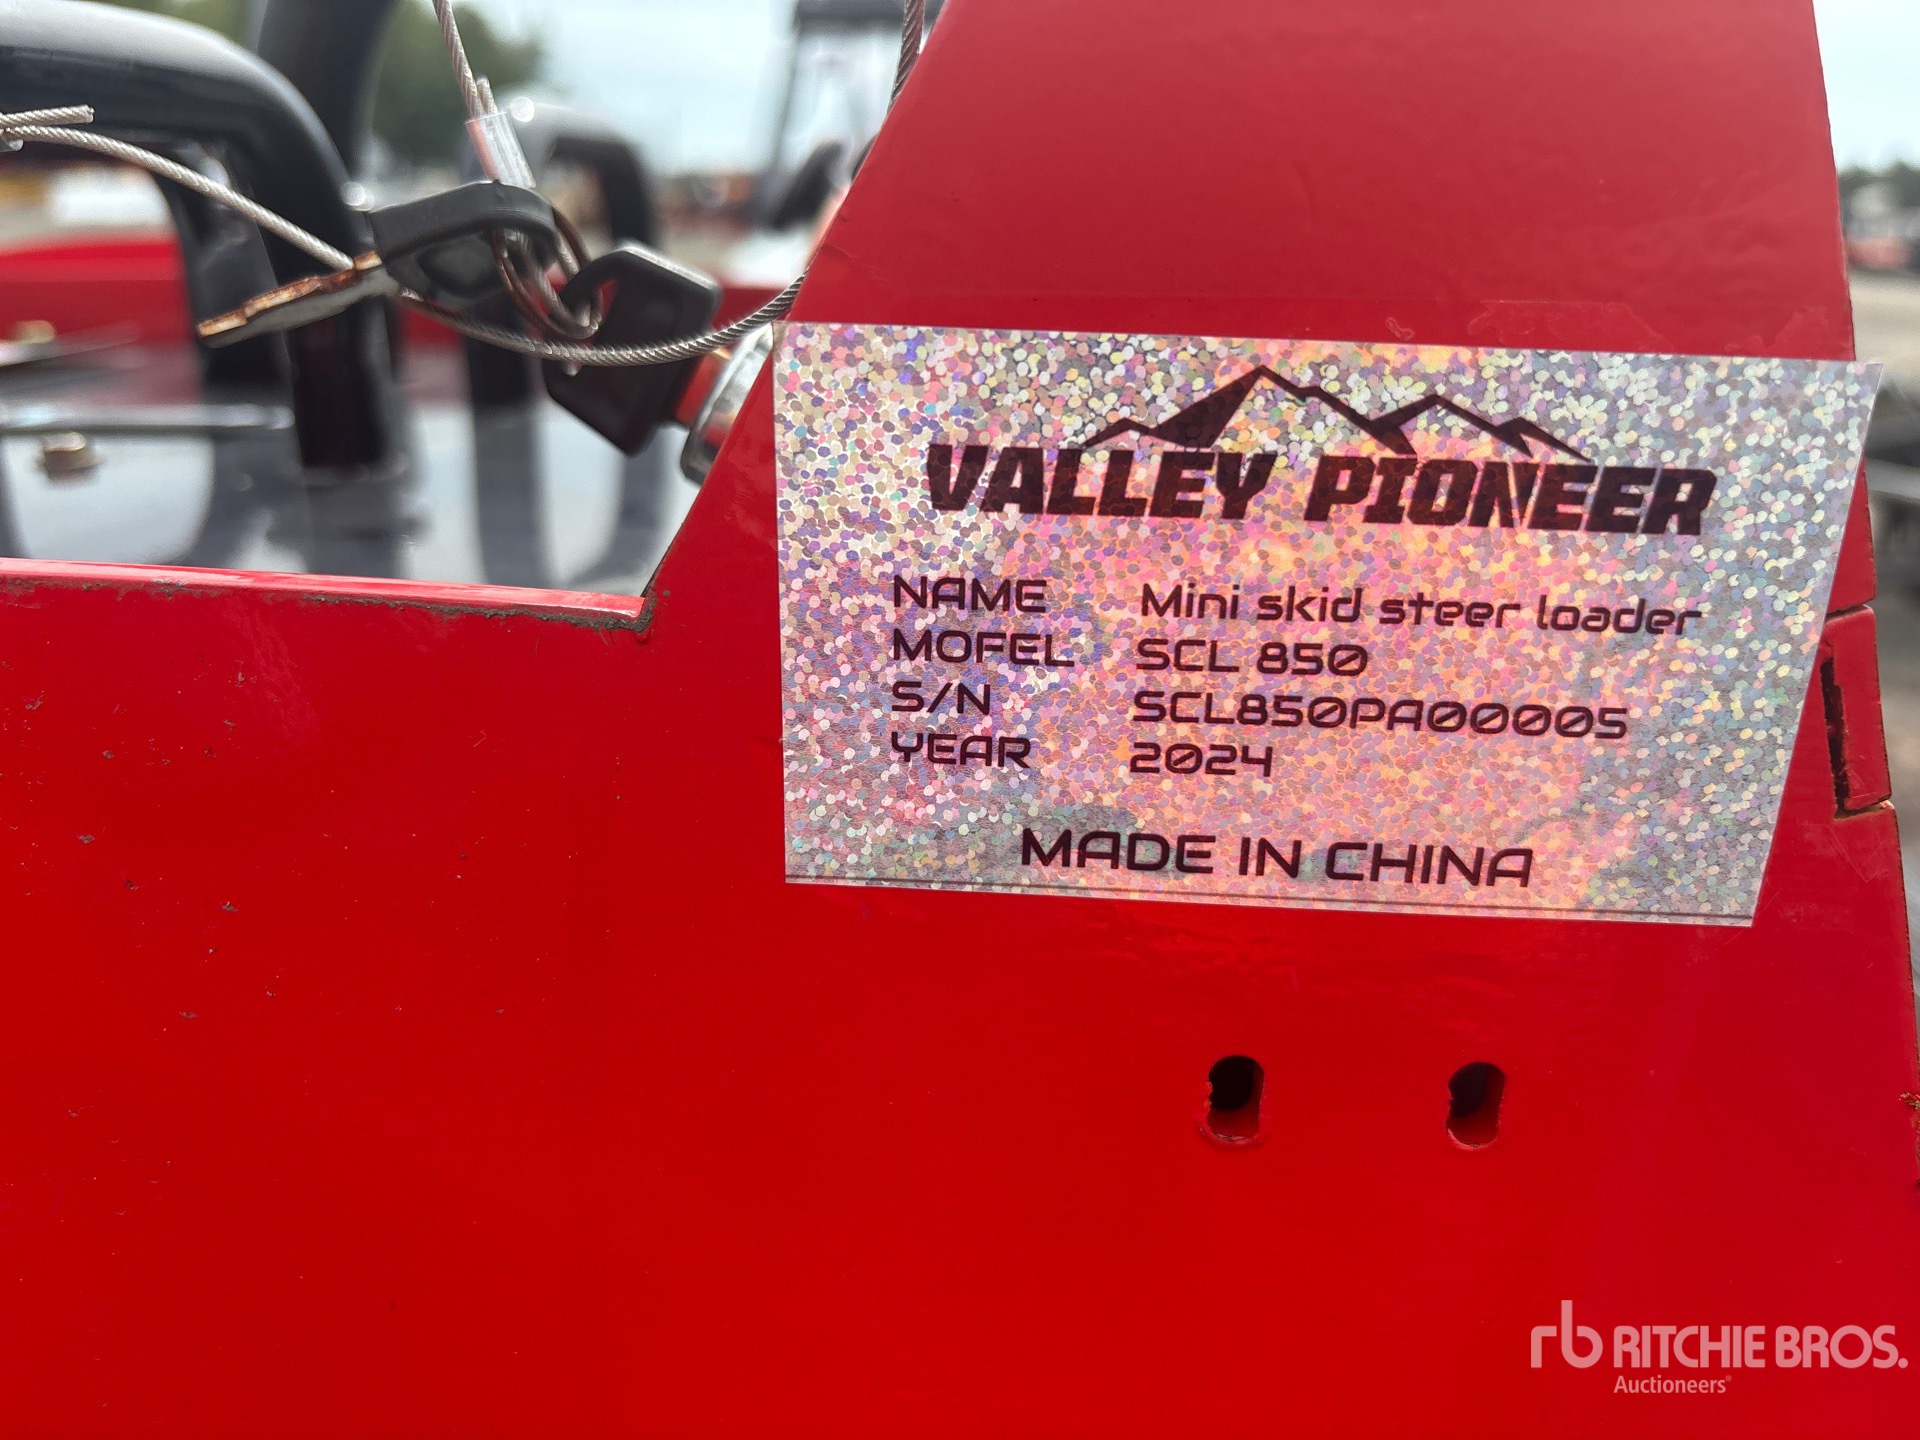 VALLEY PIONEER
NAME Mini skid steer loader
MOFEL SCL 850
S/N SCL850PA00005
YEAR 2024
MADE IN CHINA
rb RITCHIE BROS.
Auctioneers®